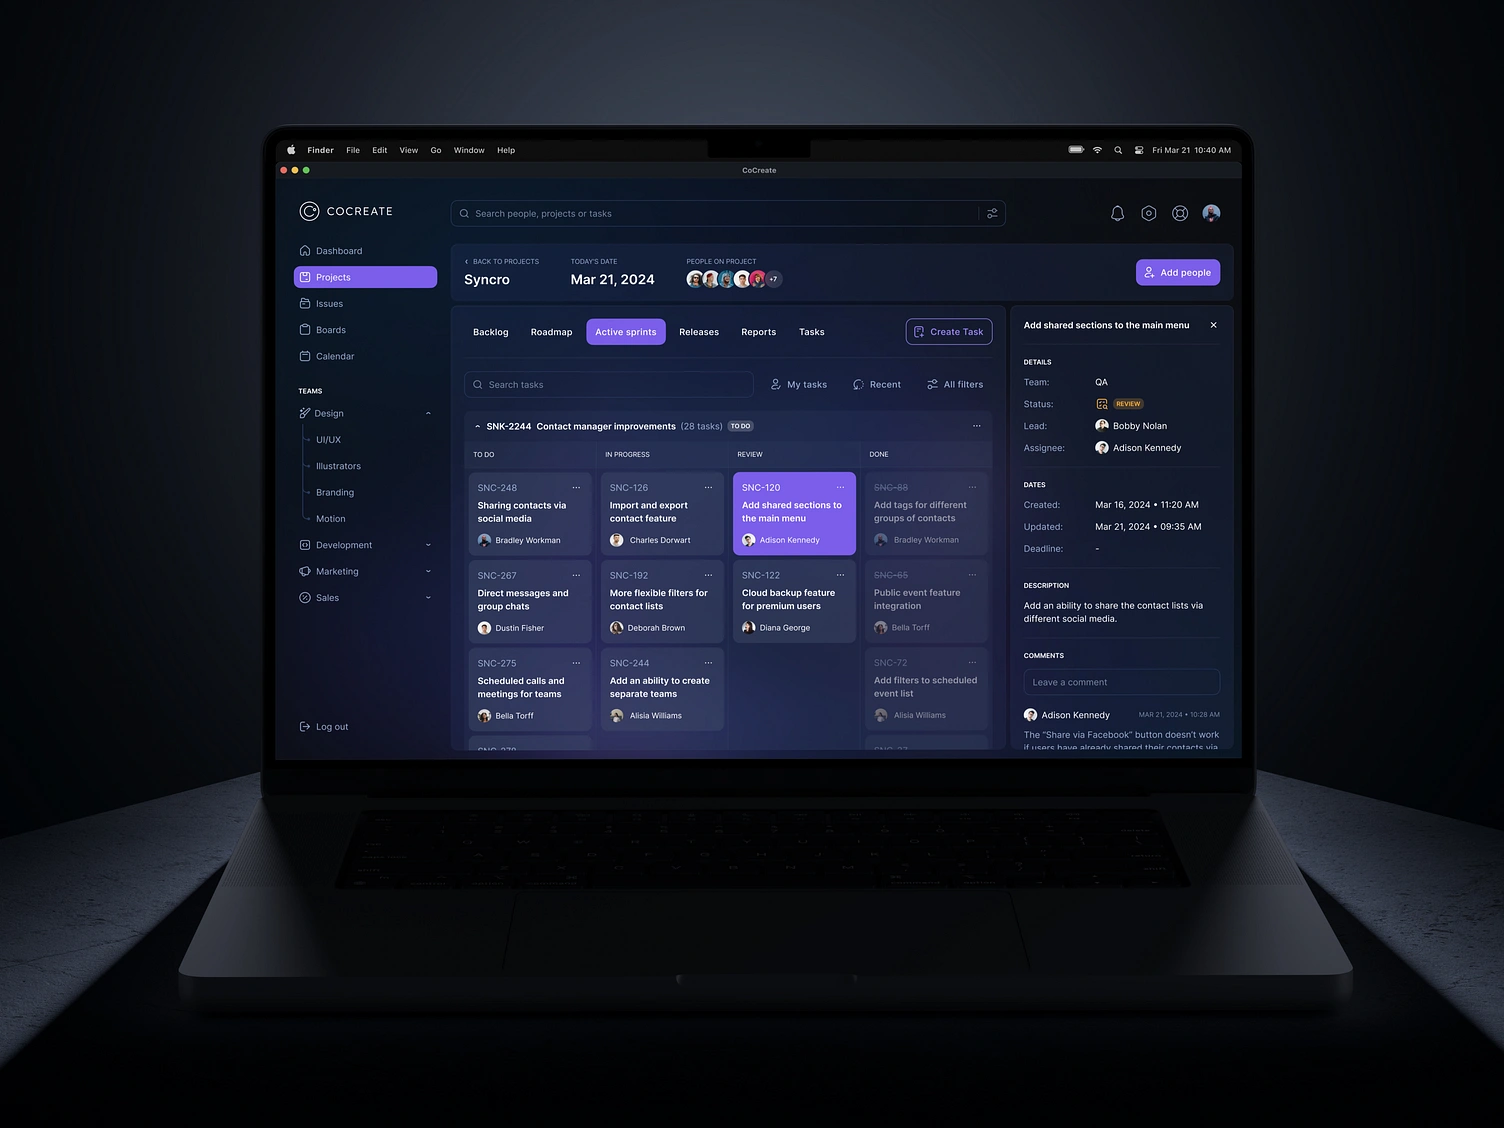 Finder File Edit View Go Window Help
Fri Mar 21 10:40 AM
CoCreate
COCREATE
Search people, projects or tasks
Dashboard
Projects
Issues
Boards
Calendar
TEAMS
Design
UI/UX
Illustrators
Branding
Motion
Development
Marketing
Sales
Log out
BACK TO PROJECTS
Syncro
TODAY'S DATE
Mar 21, 2024
PEOPLE ON PROJECT
+7
Add people
Backlog Roadmap Active sprints Releases Reports Tasks
Create Task
Search tasks
My tasks Recent All filters
SNK-2244 Contact manager improvements (28 tasks) TO DO
TO DO
SNC-248
Sharing contacts via
social media
Bradley Workman
SNC-267
Direct messages and
group chats
Dustin Fisher
SNC-275
Scheduled calls and
meetings for teams
Bella Torff
IN PROGRESS
SNC-126
Import and export
contact feature
Charles Dorwart
SNC-192
More flexible filters for
contact lists
Deborah Brown
SNC-244
Add an ability to create
separate teams
Alisia Williams
REVIEW
SNC-120
Add shared sections to
the main menu
Adison Kennedy
SNC-122
Cloud backup feature
for premium users
Diana George
DONE
SNC-88
Add tags for different
groups of contacts
Bradley Workman
SNC-65
Public event feature
integration
Bella Torff
SNC-72
Add filters to scheduled
event list
Alisia Williams
Add shared sections to the main menu
DETAILS
Team: QA
Status: REVIEW
Lead: Bobby Nolan
Assignee: Adison Kennedy
DATES
Created: Mar 16, 2024 • 11:20 AM
Updated: Mar 21, 2024 • 09:35 AM
Deadline: -
DESCRIPTION
Add an ability to share the contact lists via
different social media.
COMMENTS
Leave a comment
Adison Kennedy MAR 21, 2024 • 10:28 AM
The “Share via Facebook” button doesn’t work
if users have already shared their contacts via